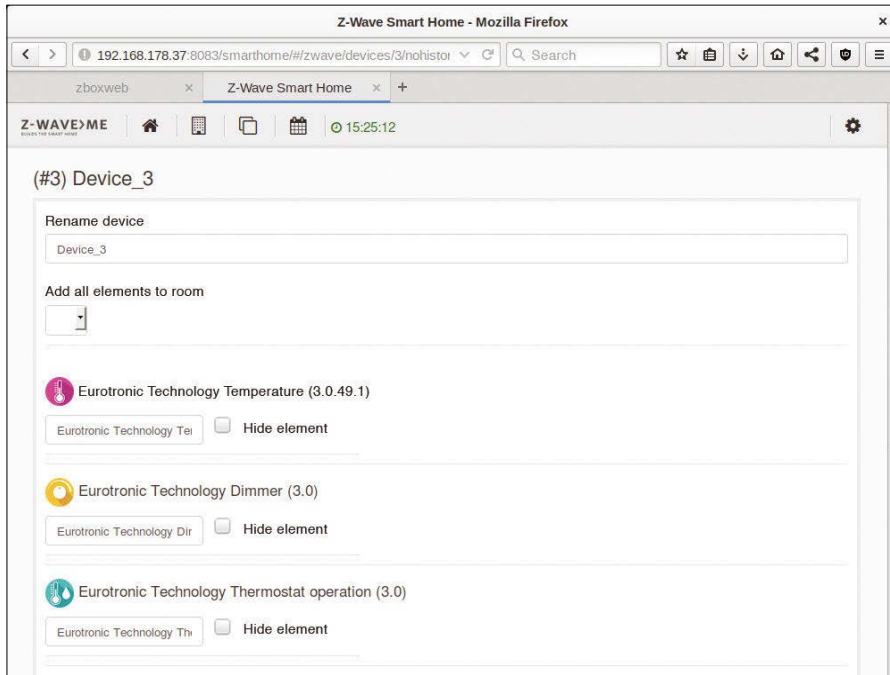 Z-Wave Smart Home - Mozilla Firefox
192.168.178.37:8083/smarthome/#/zwave/devices/3/nohistor
Search
zboxweb
Z-Wave Smart Home
Z-WAVE>ME
15:25:12
(#3) Device_3
Rename device
Device_3
Add all elements to room
Eurotronic Technology Temperature (3.0.49.1)
Eurotronic Technology Te
Hide element
Eurotronic Technology Dimmer (3.0)
Eurotronic Technology Dir
Hide element
Eurotronic Technology Thermostat operation (3.0)
Eurotronic Technology Th
Hide element